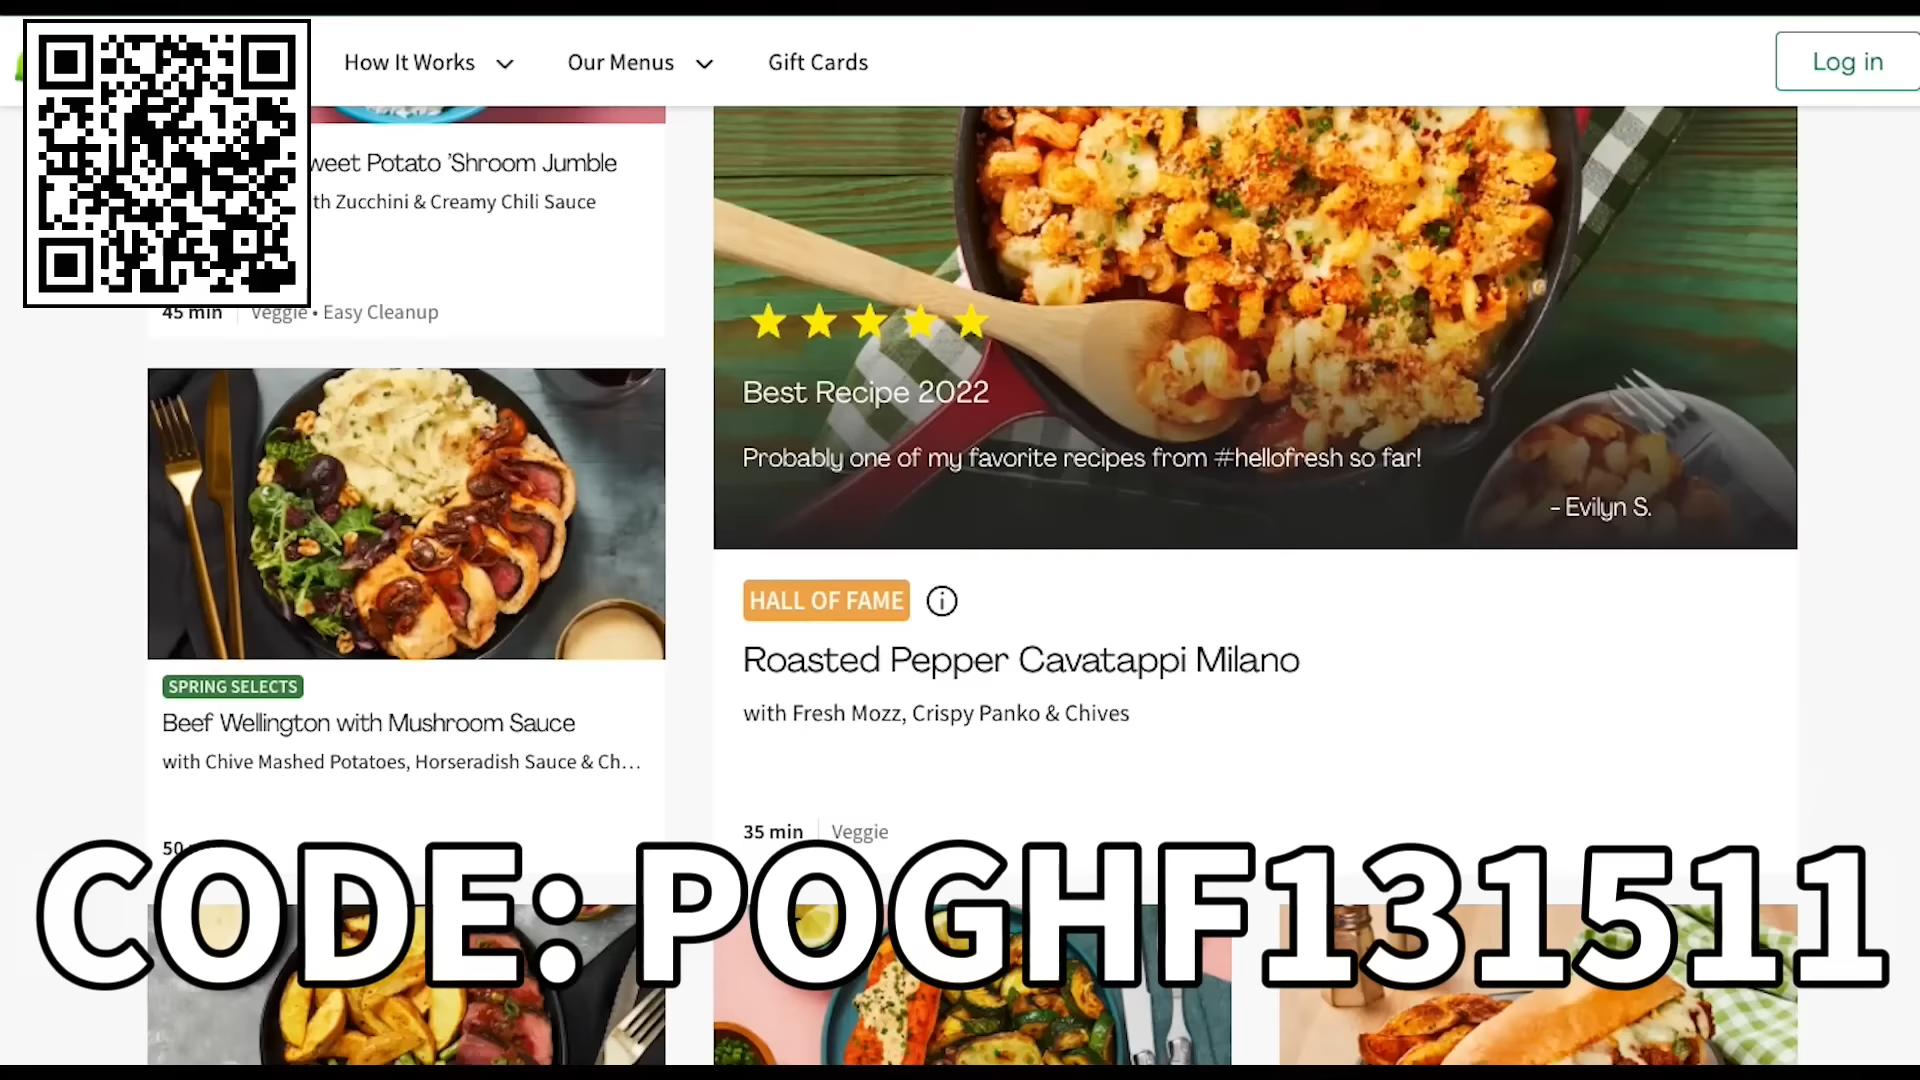 How It Works
Our Menus
Gift Cards
Log in
weet Potato 'Shroom Jumble
th Zucchini & Creamy Chili Sauce
45 min
Veggie • Easy Cleanup
Best Recipe 2022
Probably one of my favorite recipes from #hellofresh so far!
- Evilyn S.
HALL OF FAME
Roasted Pepper Cavatappi Milano
with Fresh Mozz, Crispy Panko & Chives
35 min
Veggie
SPRING SELECTS
Beef Wellington with Mushroom Sauce
with Chive Mashed Potatoes, Horseradish Sauce & Ch...
50
CODE: POGHF131511